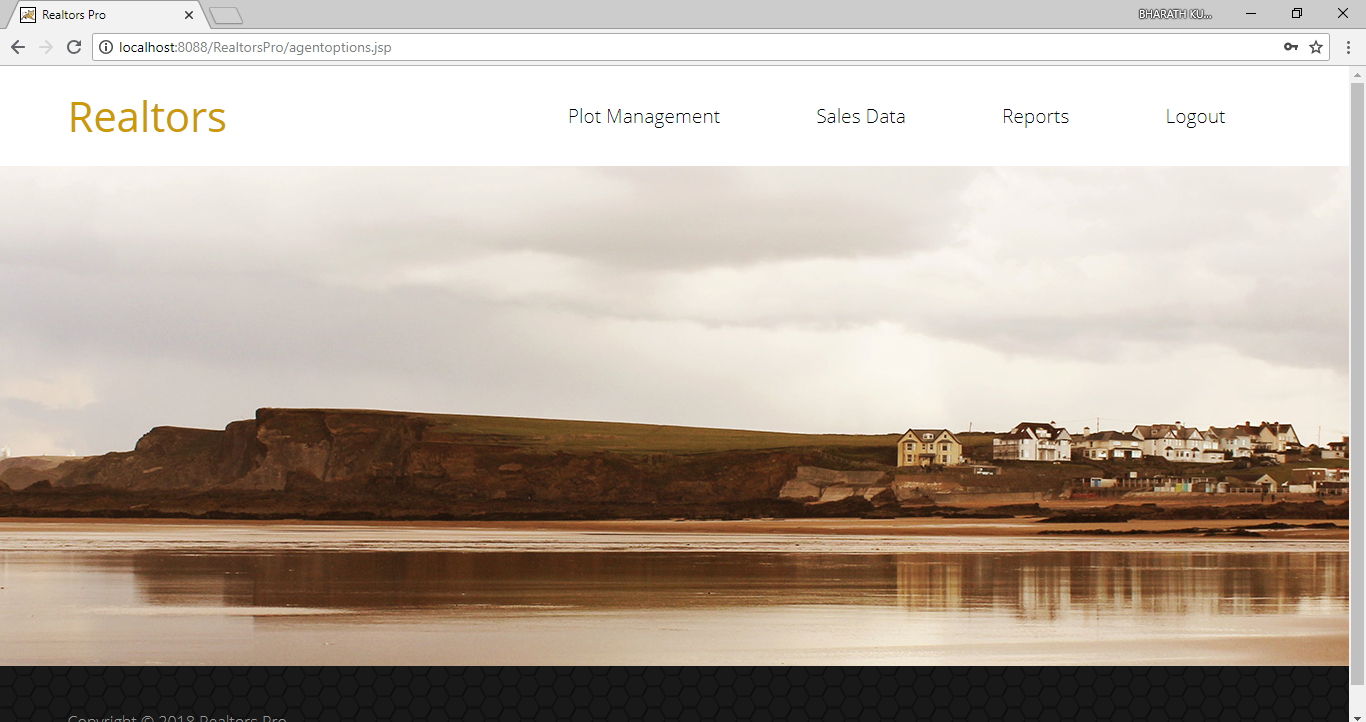 Realtors Pro
BHARATH KU...
localhost:8088/RealtorsPro/agentoptions.jsp
Realtors
Plot Management
Sales Data
Reports
Logout
Copyright © 2018 Realtors Pro